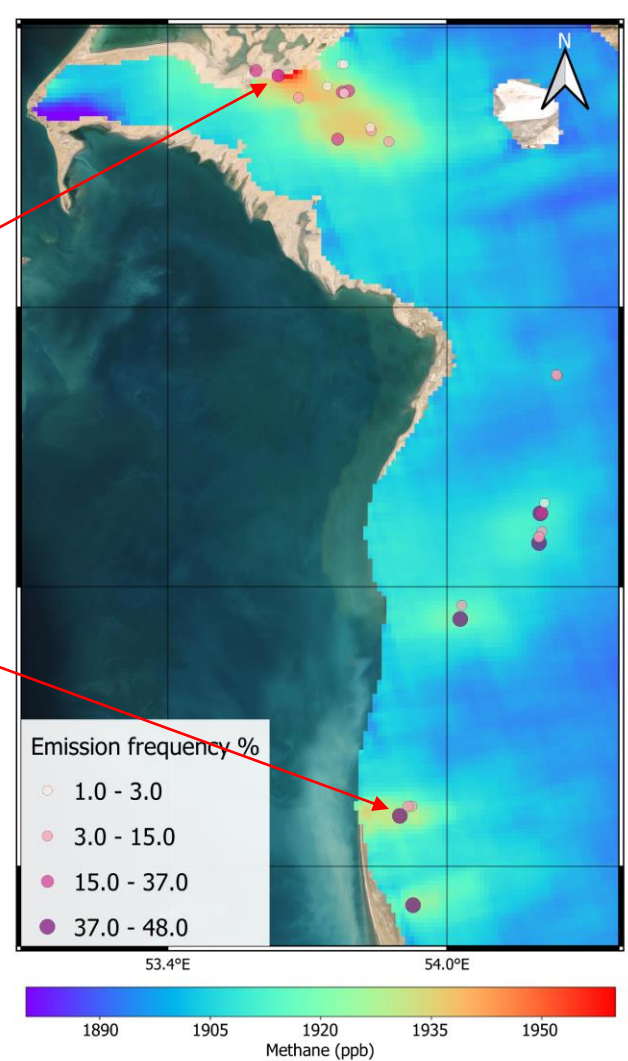 N
Emission frequency %
1.0 - 3.0
3.0 - 15.0
15.0 - 37.0
37.0 - 48.0
53.4°E 54.0°E
1890 1905 1920 1935 1950
Methane (ppb)